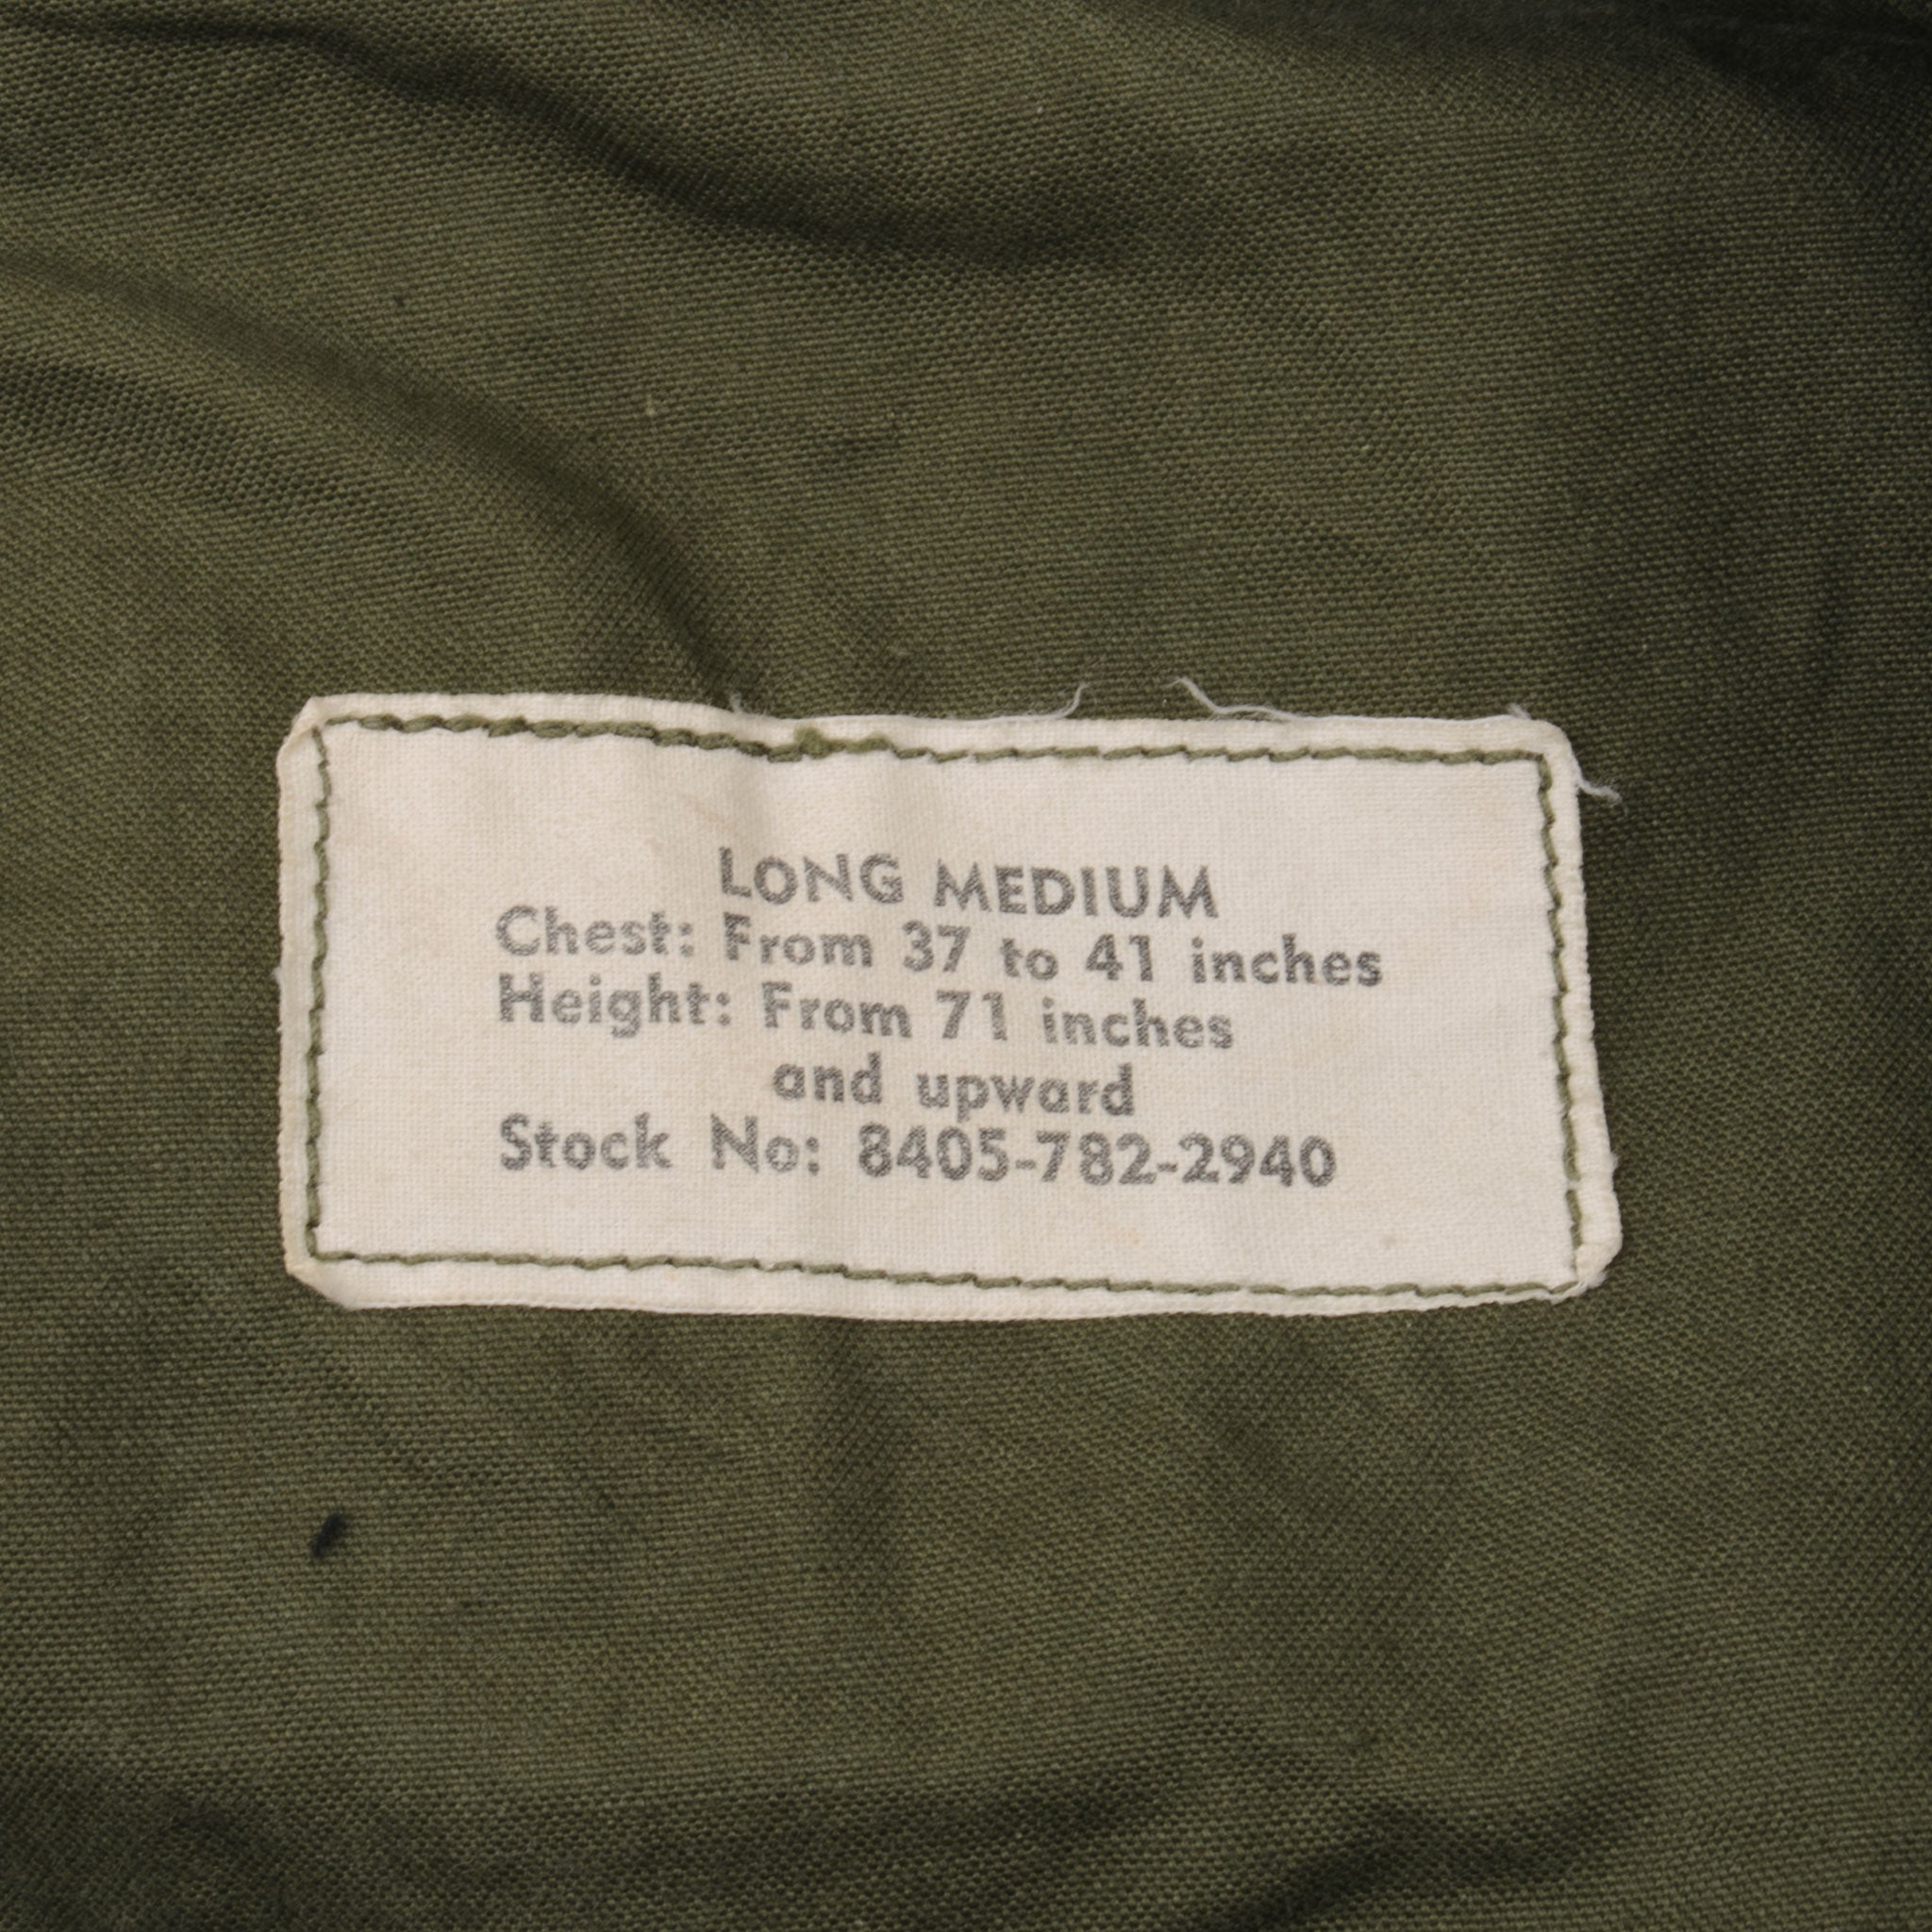 LONG MEDIUM
Chest: From 37 to 41 inches
Height: From 71 inches
and upward
Stock No: 8405-782-2940